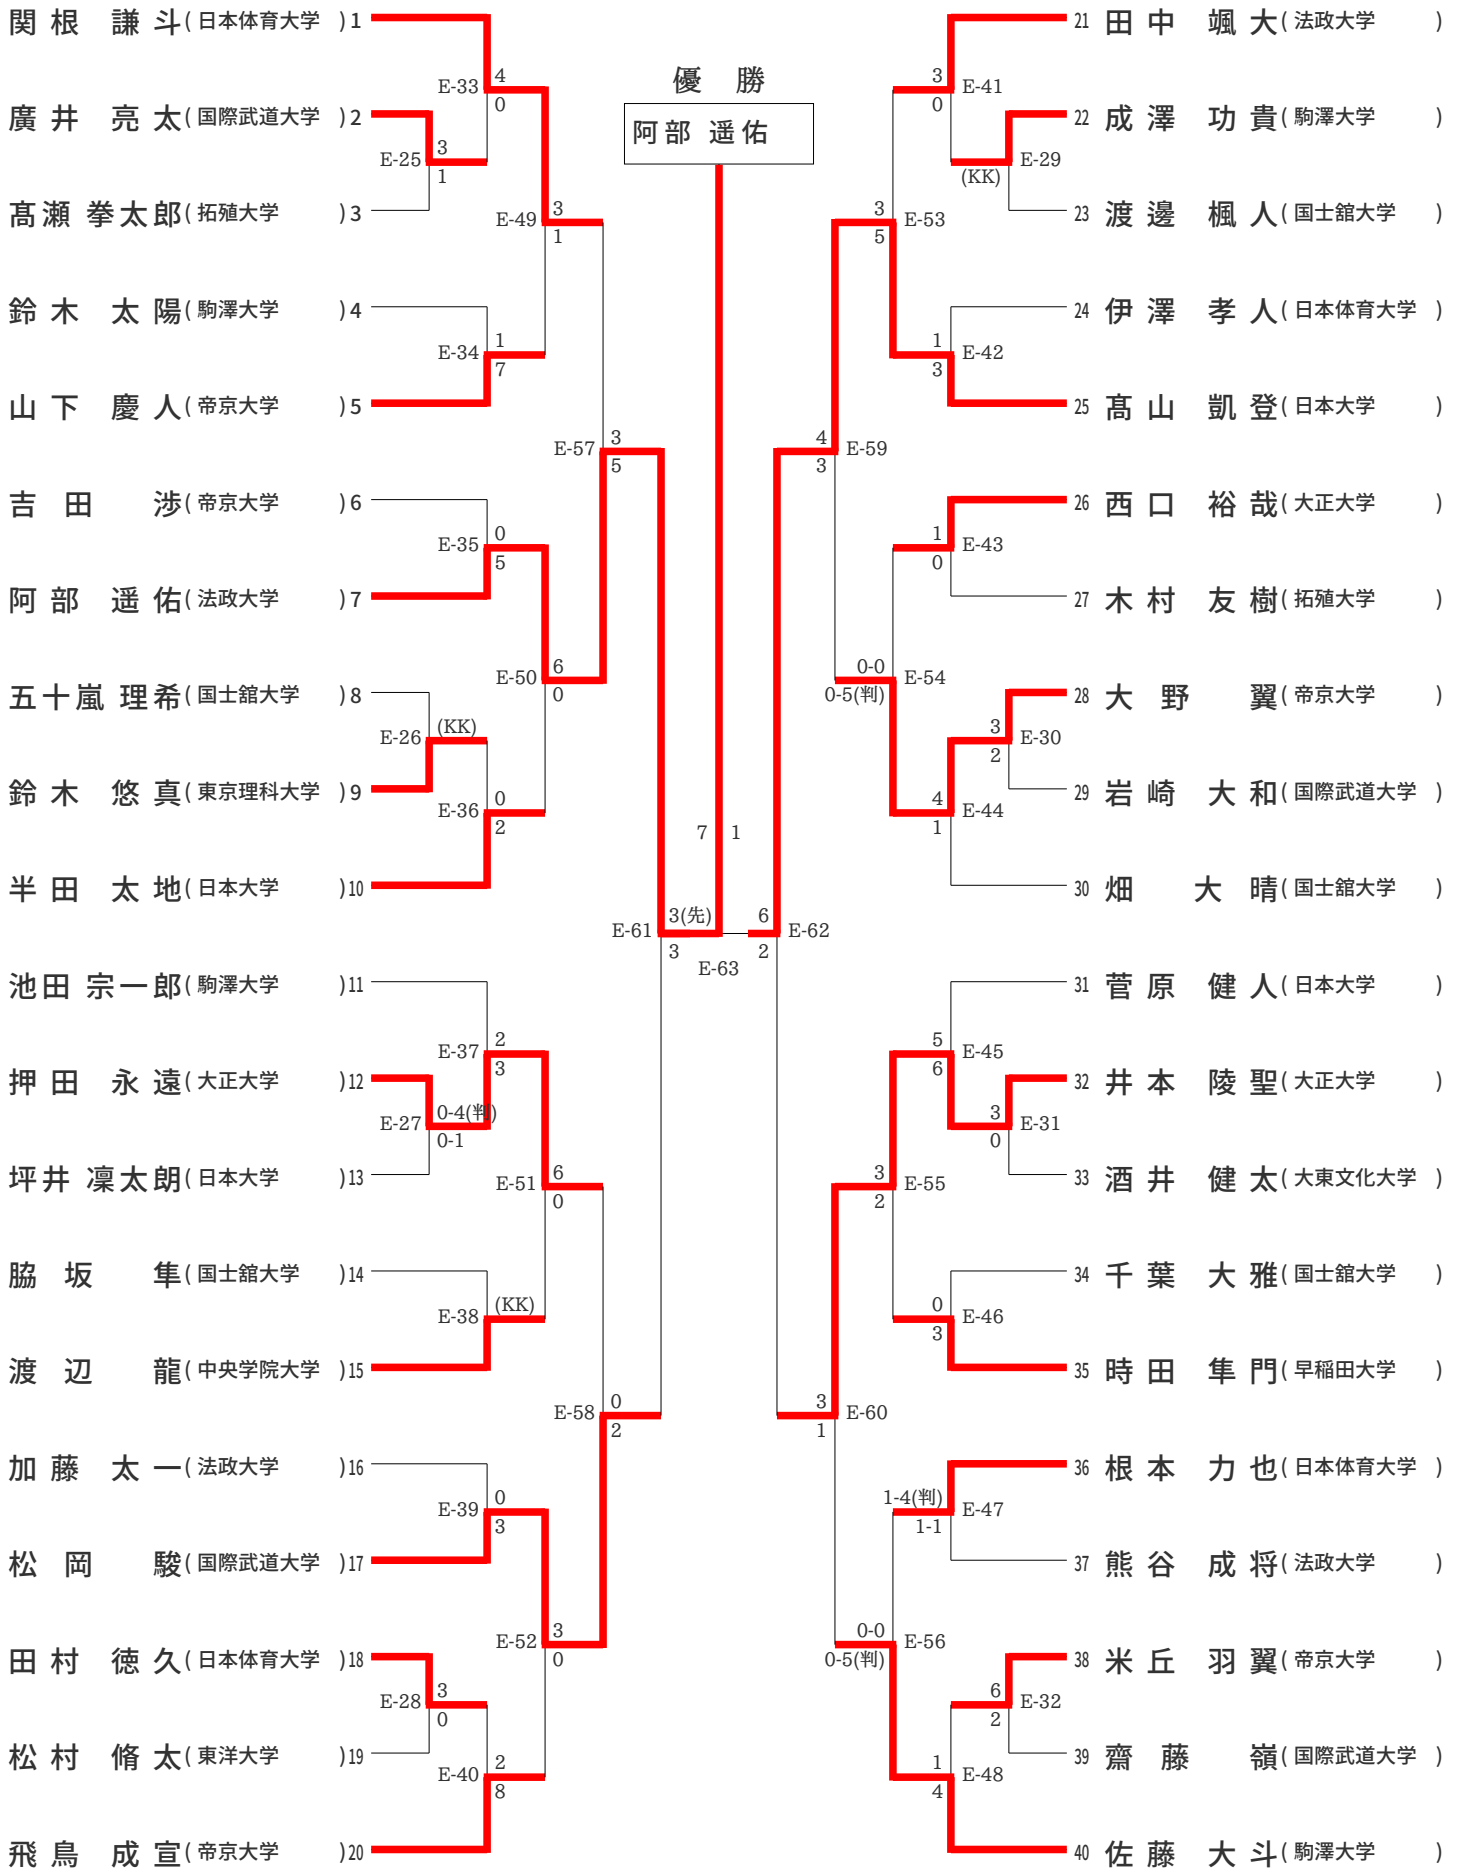 優 勝
阿部 遥佑
関根 謙斗(日本体育大学)1
廣井 亮太(国際武道大学)2
髙瀬 拳太郎(拓殖大学)3
鈴木 太陽(駒澤大学)4
山下 慶人(帝京大学)5
吉田 渉(帝京大学)6
阿部 遥佑(法政大学)7
五十嵐 理希(国士舘大学)8
鈴木 悠真(東京理科大学)9
半田 太地(日本大学)10
池田 宗一郎(駒澤大学)11
押田 永遠(大正大学)12
坪井 凜太朗(日本大学)13
脇坂 隼(国士舘大学)14
渡辺 龍(中央学院大学)15
加藤 太一(法政大学)16
松岡 駿(国際武道大学)17
田村 徳久(日本体育大学)18
松村 脩太(東洋大学)19
飛鳥 成宣(帝京大学)20
E-33 4 0
E-25 3 1
E-49 3 1
E-34 1 7
E-57 3 5
E-35 0 5
E-50 6 0
E-26 (KK)
E-36 0 2
E-61 3(先) 3
E-37 2 3
E-27 0-4(判) 0-1
E-51 6 0
E-38 (KK)
E-58 0 2
E-39 0 3
E-52 3 0
E-28 3 0
E-40 2 8
7 1
E-63
3 0 E-41
(KK) E-29
3 5 E-53
1 3 E-42
4 3 E-59
1 0 E-43
0-0 0-5(判) E-54
3 2 E-30
4 1 E-44
6 2 E-62
5 6 E-45
3 0 E-31
3 2 E-55
0 3 E-46
3 1 E-60
1-4(判) 1-1 E-47
0-0 0-5(判) E-56
6 2 E-32
1 4 E-48
21 田中 颯大(法政大学)
22 成澤 功貴(駒澤大学)
23 渡邊 楓人(国士舘大学)
24 伊澤 孝人(日本体育大学)
25 髙山 凱登(日本大学)
26 西口 裕哉(大正大学)
27 木村 友樹(拓殖大学)
28 大野 翼(帝京大学)
29 岩崎 大和(国際武道大学)
30 畑 大晴(国士舘大学)
31 菅原 健人(日本大学)
32 井本 陵聖(大正大学)
33 酒井 健太(大東文化大学)
34 千葉 大雅(国士舘大学)
35 時田 隼門(早稲田大学)
36 根本 力也(日本体育大学)
37 熊谷 成将(法政大学)
38 米丘 羽翼(帝京大学)
39 齋藤 嶺(国際武道大学)
40 佐藤 大斗(駒澤大学)